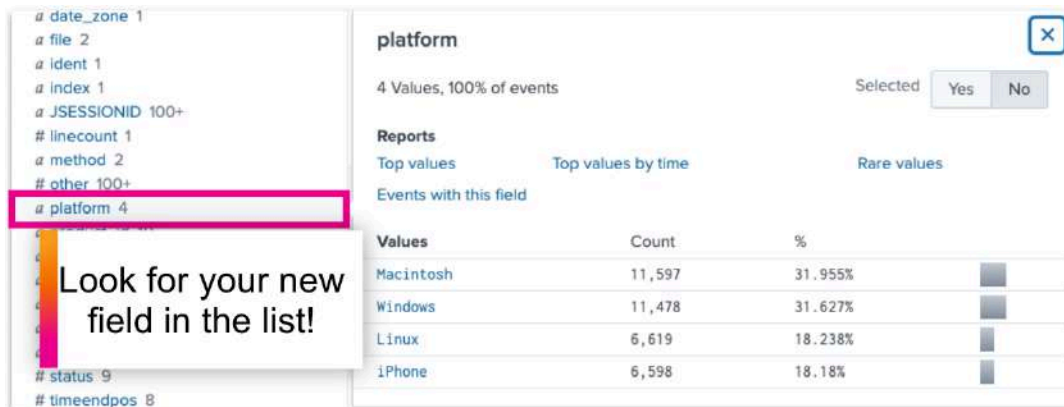 a date_zone 1
a file 2
a ident 1
a index 1
a JSESSIONID 100+
# linecount 1
a method 2
# other 100+
a platform 4
Look for your new
field in the list!
# status 9
# timeendpos 8
platform
4 Values, 100% of events
Selected Yes No
Reports
Top values Top values by time Rare values
Events with this field
Values Count %
Macintosh 11,597 31.955%
Windows 11,478 31.627%
Linux 6,619 18.238%
iPhone 6,598 18.18%